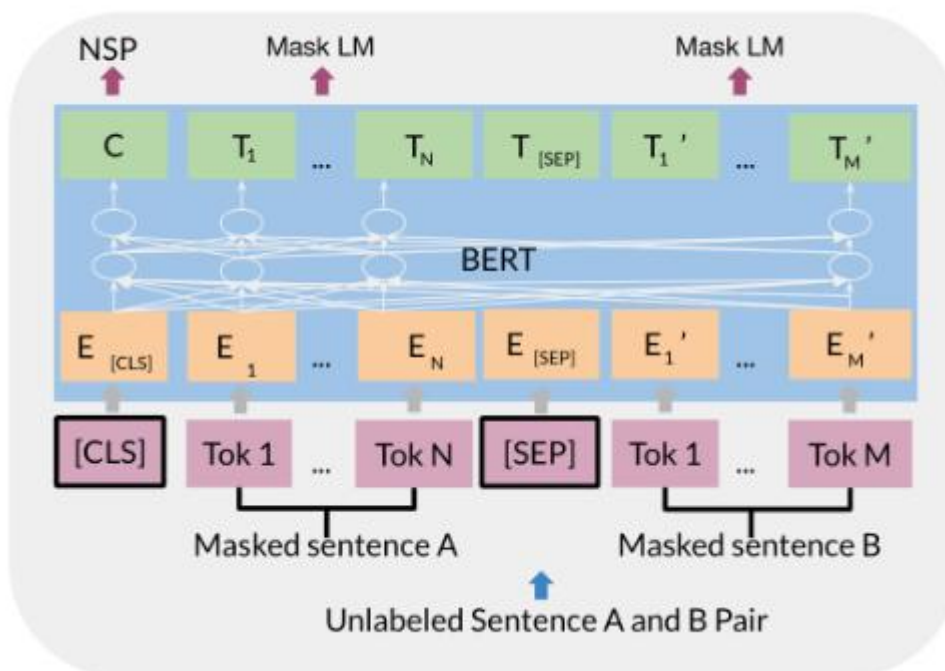 NSP Mask LM Mask LM
C T1 ... TN T[SEP] T1’ ... TM’
BERT
E[CLS] E1 ... EN E[SEP] E1’ ... EM’
[CLS] Tok 1 ... Tok N [SEP] Tok 1 ... Tok M
Masked sentence A Masked sentence B
Unlabeled Sentence A and B Pair